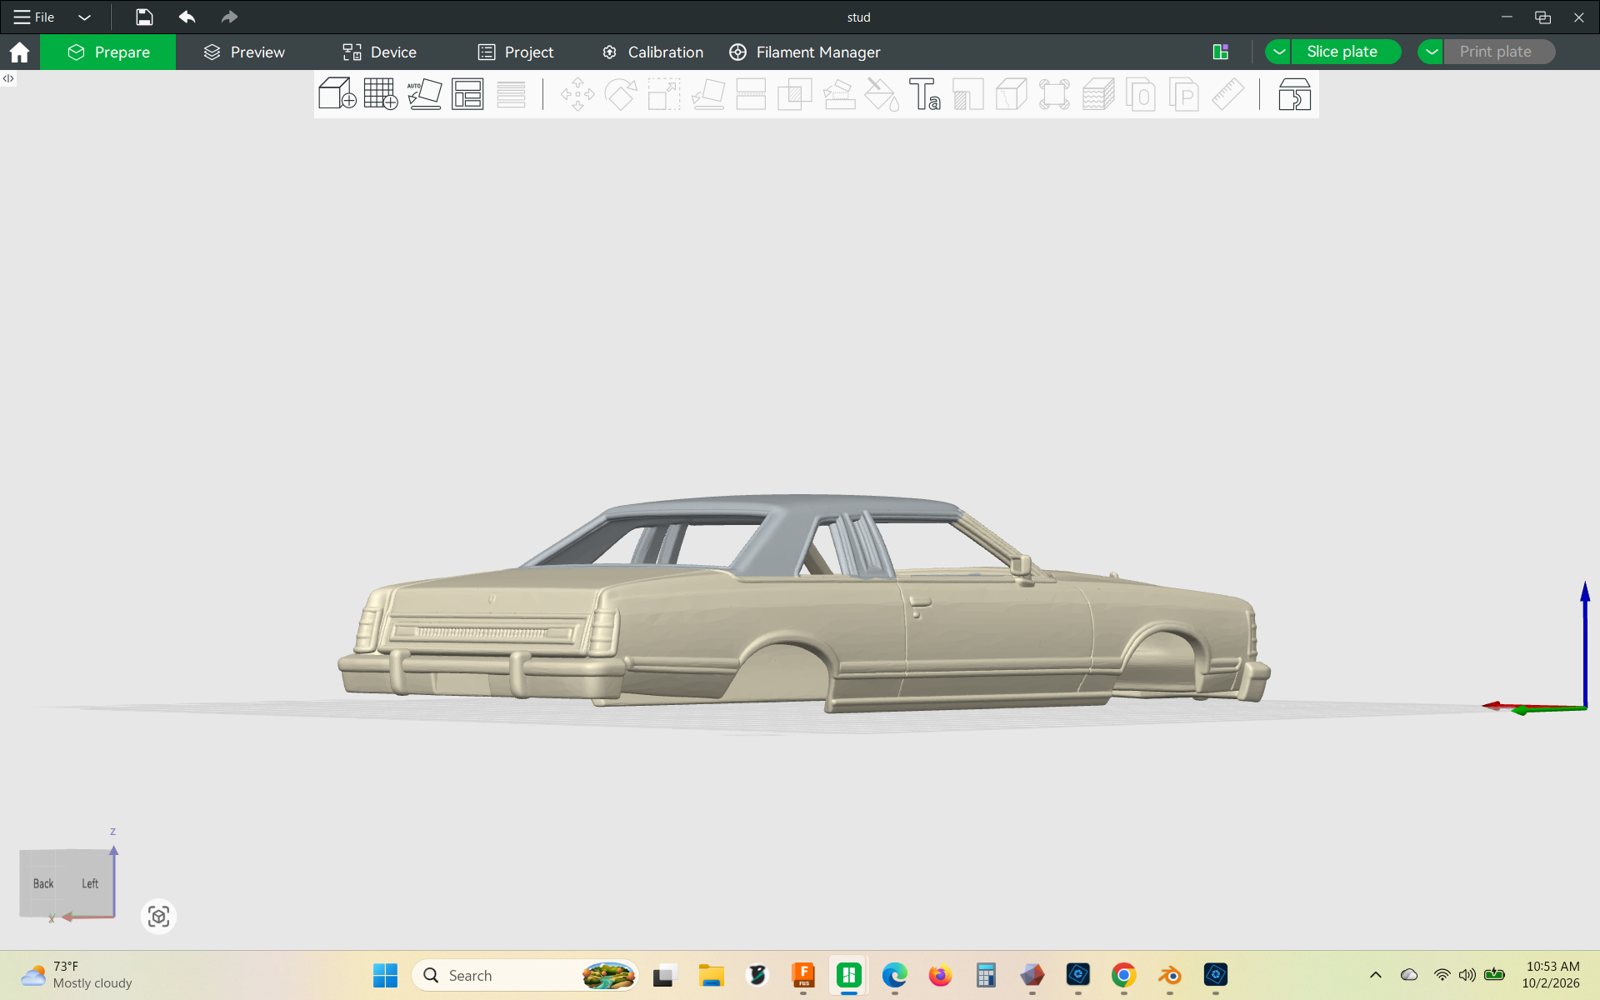 File
stud
Prepare
Preview
Device
Project
Calibration
Filament Manager
Slice plate
Print plate
AUTO
Ta
O
P
Z
Back
Left
X
73°F
Mostly cloudy
Search
F
10:53 AM
10/2/2026